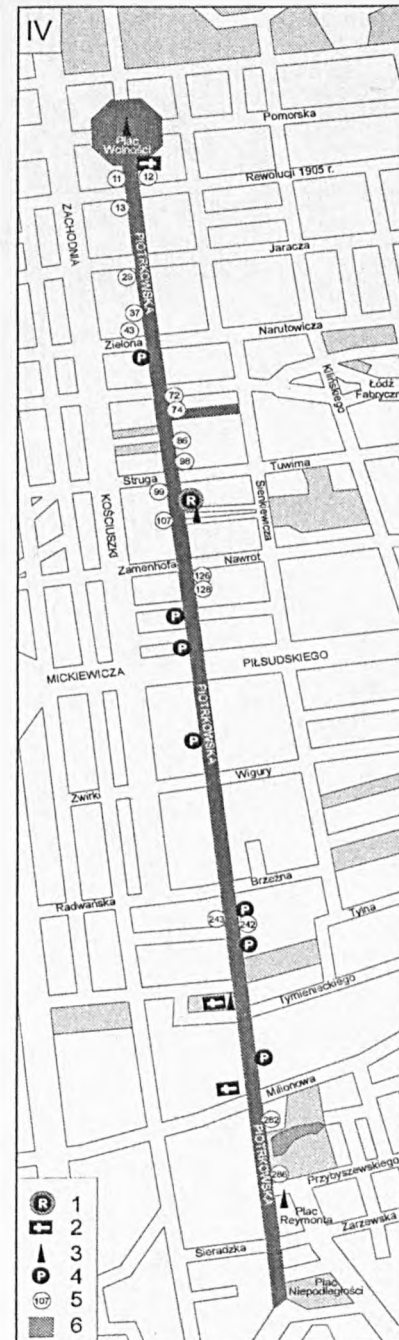 IV
Pomorska
Plac
Wolności
11
12
Rewolucji 1905 r.
13
ZACHODNIA
PIOTRKOWSKA
Jaracza
29
37
43
Narutowicza
Zielona
P
Kilińskiego
Łódź
Fabryczna
72
74
86
98
Tuwima
Struga
99
R
KOŚCIUSZKI
107
Sienkiewicza
Zamenhofa
Nawrot
126
128
P
P
MICKIEWICZA
PIŁSUDSKIEGO
P
PIOTRKOWSKA
Wigury
Żwirki
Brzeźna
Radwańska
P
243
242
Tylna
P
Tymienieckiego
P
Milionowa
282
PIOTRKOWSKA
286
Przybyszewskiego
Plac
Reymonta
Zarzewska
Sieradzka
Plac
Niepodległości
R 1
2
3
P 4
107 5
6